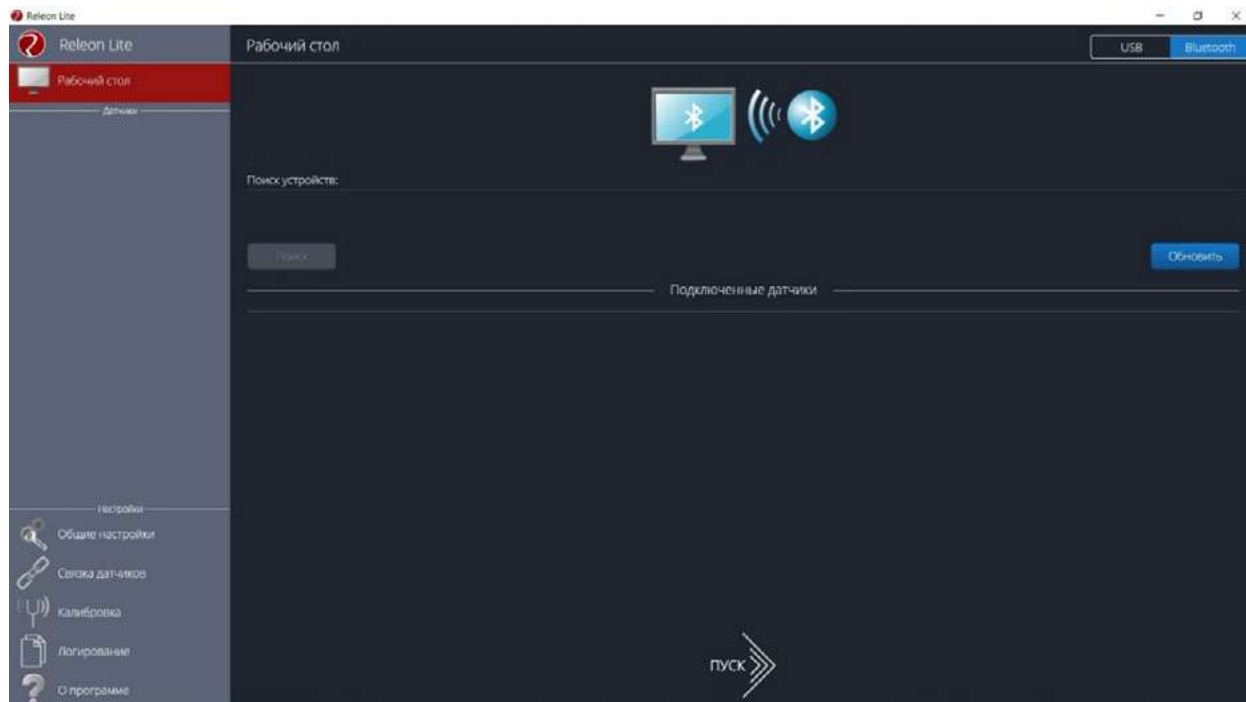 Releon Lite
Releon Lite
Рабочий стол
USB
Bluetooth
Рабочий стол
Датчики
Поиск устройств:
Поиск
Обновить
Подключенные датчики
Настройки
Общие настройки
Связка датчиков
Калибровка
Логирование
О программе
ПУСК